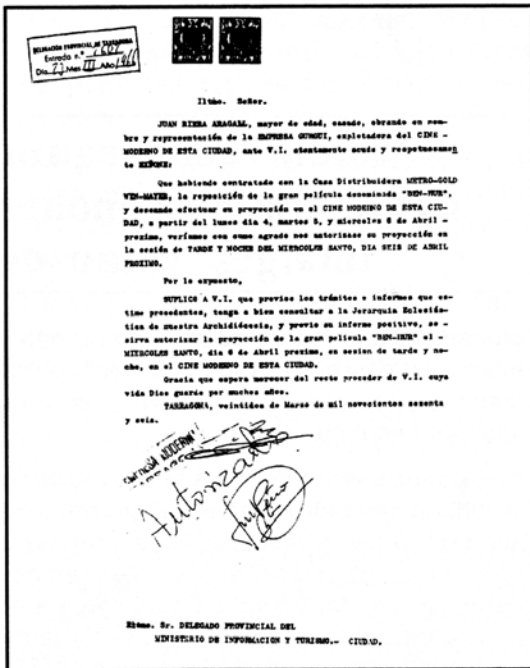 DELEGACIÓN PROVINCIAL DE TARRAGONA
Entrada n.º 1607
Día 23 Mes III Año 1966
Iltmo. Señor.
JUAN RIERA ARAGALL, mayor de edad, casado, obrando en nom-
bre y representación de la EMPRESA GURGUI, explotadora del CINE -
MODERNO DE ESTA CIUDAD, ante V.I. atentamente acude y respetuosamen
te EXPONE:
Que habiendo contratado con la Casa Distribuidora METRO-GOLD
WEN-MAYER, la reposición de la gran película denominada "BEN-HUR",
y deseando efectuar su proyección en el CINE MODERNO DE ESTA CIU-
DAD, a partir del lunes dia 4, martes 5, y miercoles 6 de Abril -
proximo, veríamos con sumo agrado nos autorizase su proyección en
la sesión de TARDE Y NOCHE DEL MIERCOLES SANTO, DIA SEIS DE ABRIL
PROXIMO.
Por lo expuesto,
SUPLICO A V.I. que previos los trámites e informes que es-
time procedentes, tenga a bien consultar a la Jerarquia Eclesiás-
tica de nuestra Archidiócesis, y previo su informe positivo, se -
sirva autorizar la proyección de la gran pelicula "BEN-HUR" el -
MIERCOLES SANTO, dia 6 de Abril proximo, en sesion de tarde y no-
che, en el CINE MODERNO DE ESTA CIUDAD.
Gracia que espera merecer del recto proceder de V.I. cuya
vida Dios guarde por muchos años.
TARRAGONA, veintidos de Marzo de mil novecientos sesenta
y seis.
EMPRESA MODERNO
Autorizado
Iltmo. Sr. DELEGADO PROVINCIAL DEL
MINISTERIO DE INFORMACION Y TURISMO.- CIUDAD.